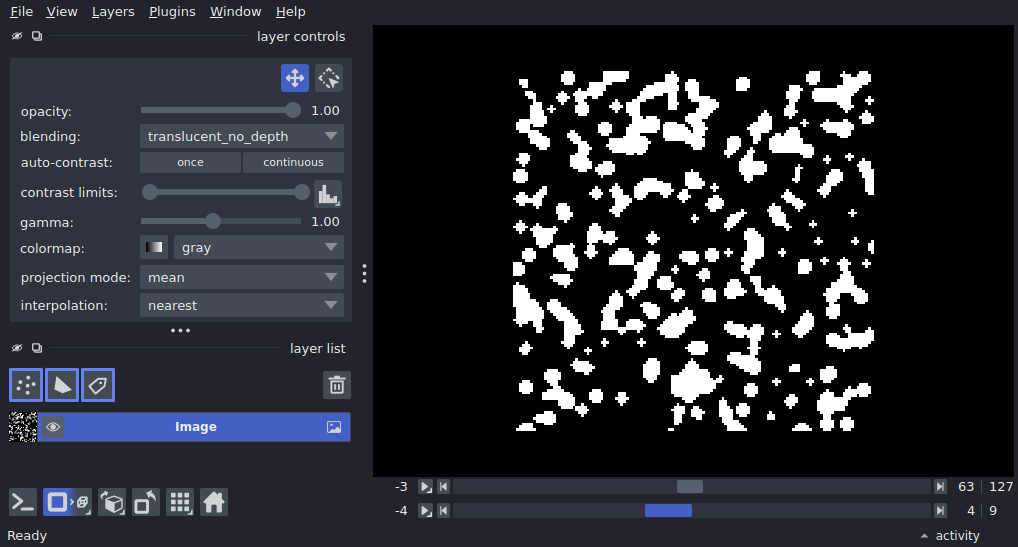 File View Layers Plugins Window Help
layer controls
opacity: 1.00
blending: translucent_no_depth
auto-contrast: once continuous
contrast limits:
gamma: 1.00
colormap: gray
projection mode: mean
interpolation: nearest
layer list
Image
-3 63 127
-4 4 9
Ready activity